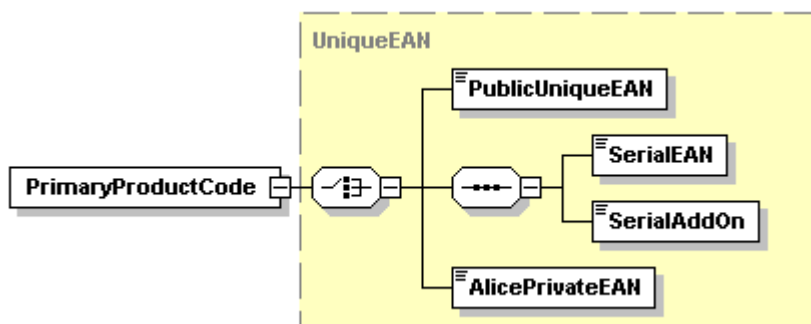 UniqueEAN
PublicUniqueEAN
SerialEAN
PrimaryProductCode
SerialAddOn
AlicePrivateEAN